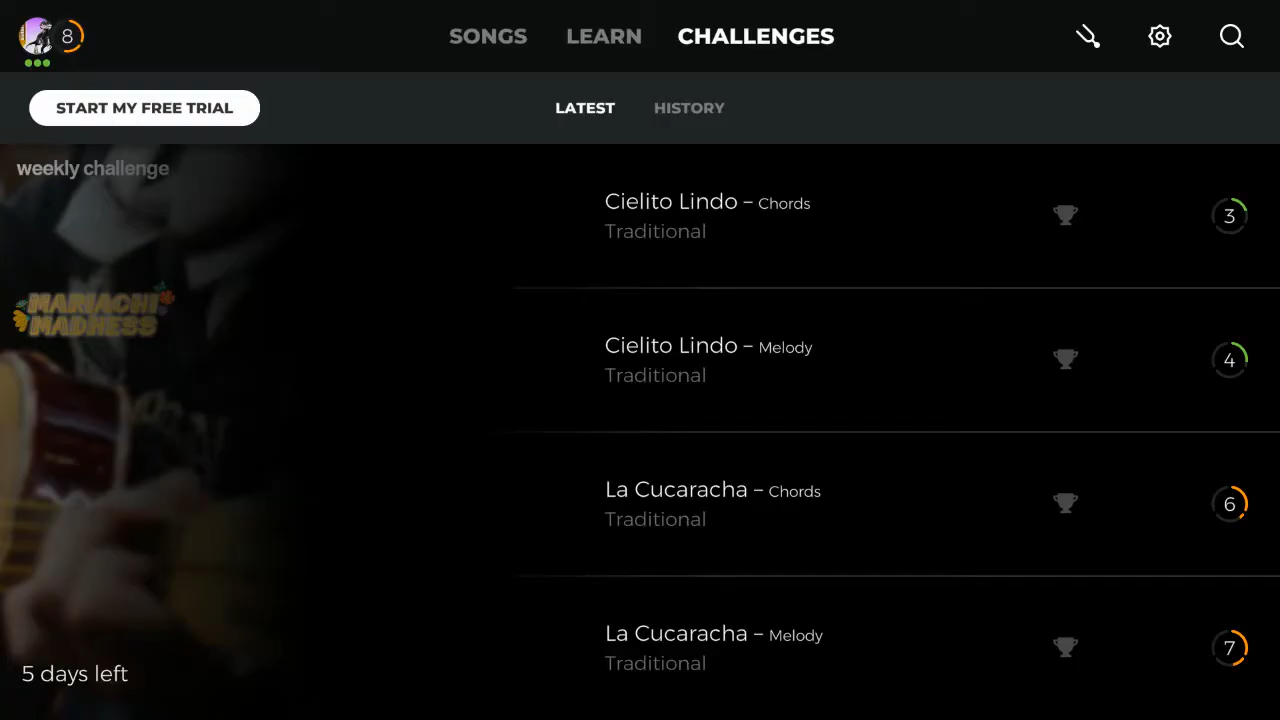 8
SONGS
LEARN
CHALLENGES
START MY FREE TRIAL
LATEST
HISTORY
weekly challenge
MARIACHI
MADNESS
5 days left
Cielito Lindo – Chords
Traditional
3
Cielito Lindo – Melody
Traditional
4
La Cucaracha – Chords
Traditional
6
La Cucaracha – Melody
Traditional
7